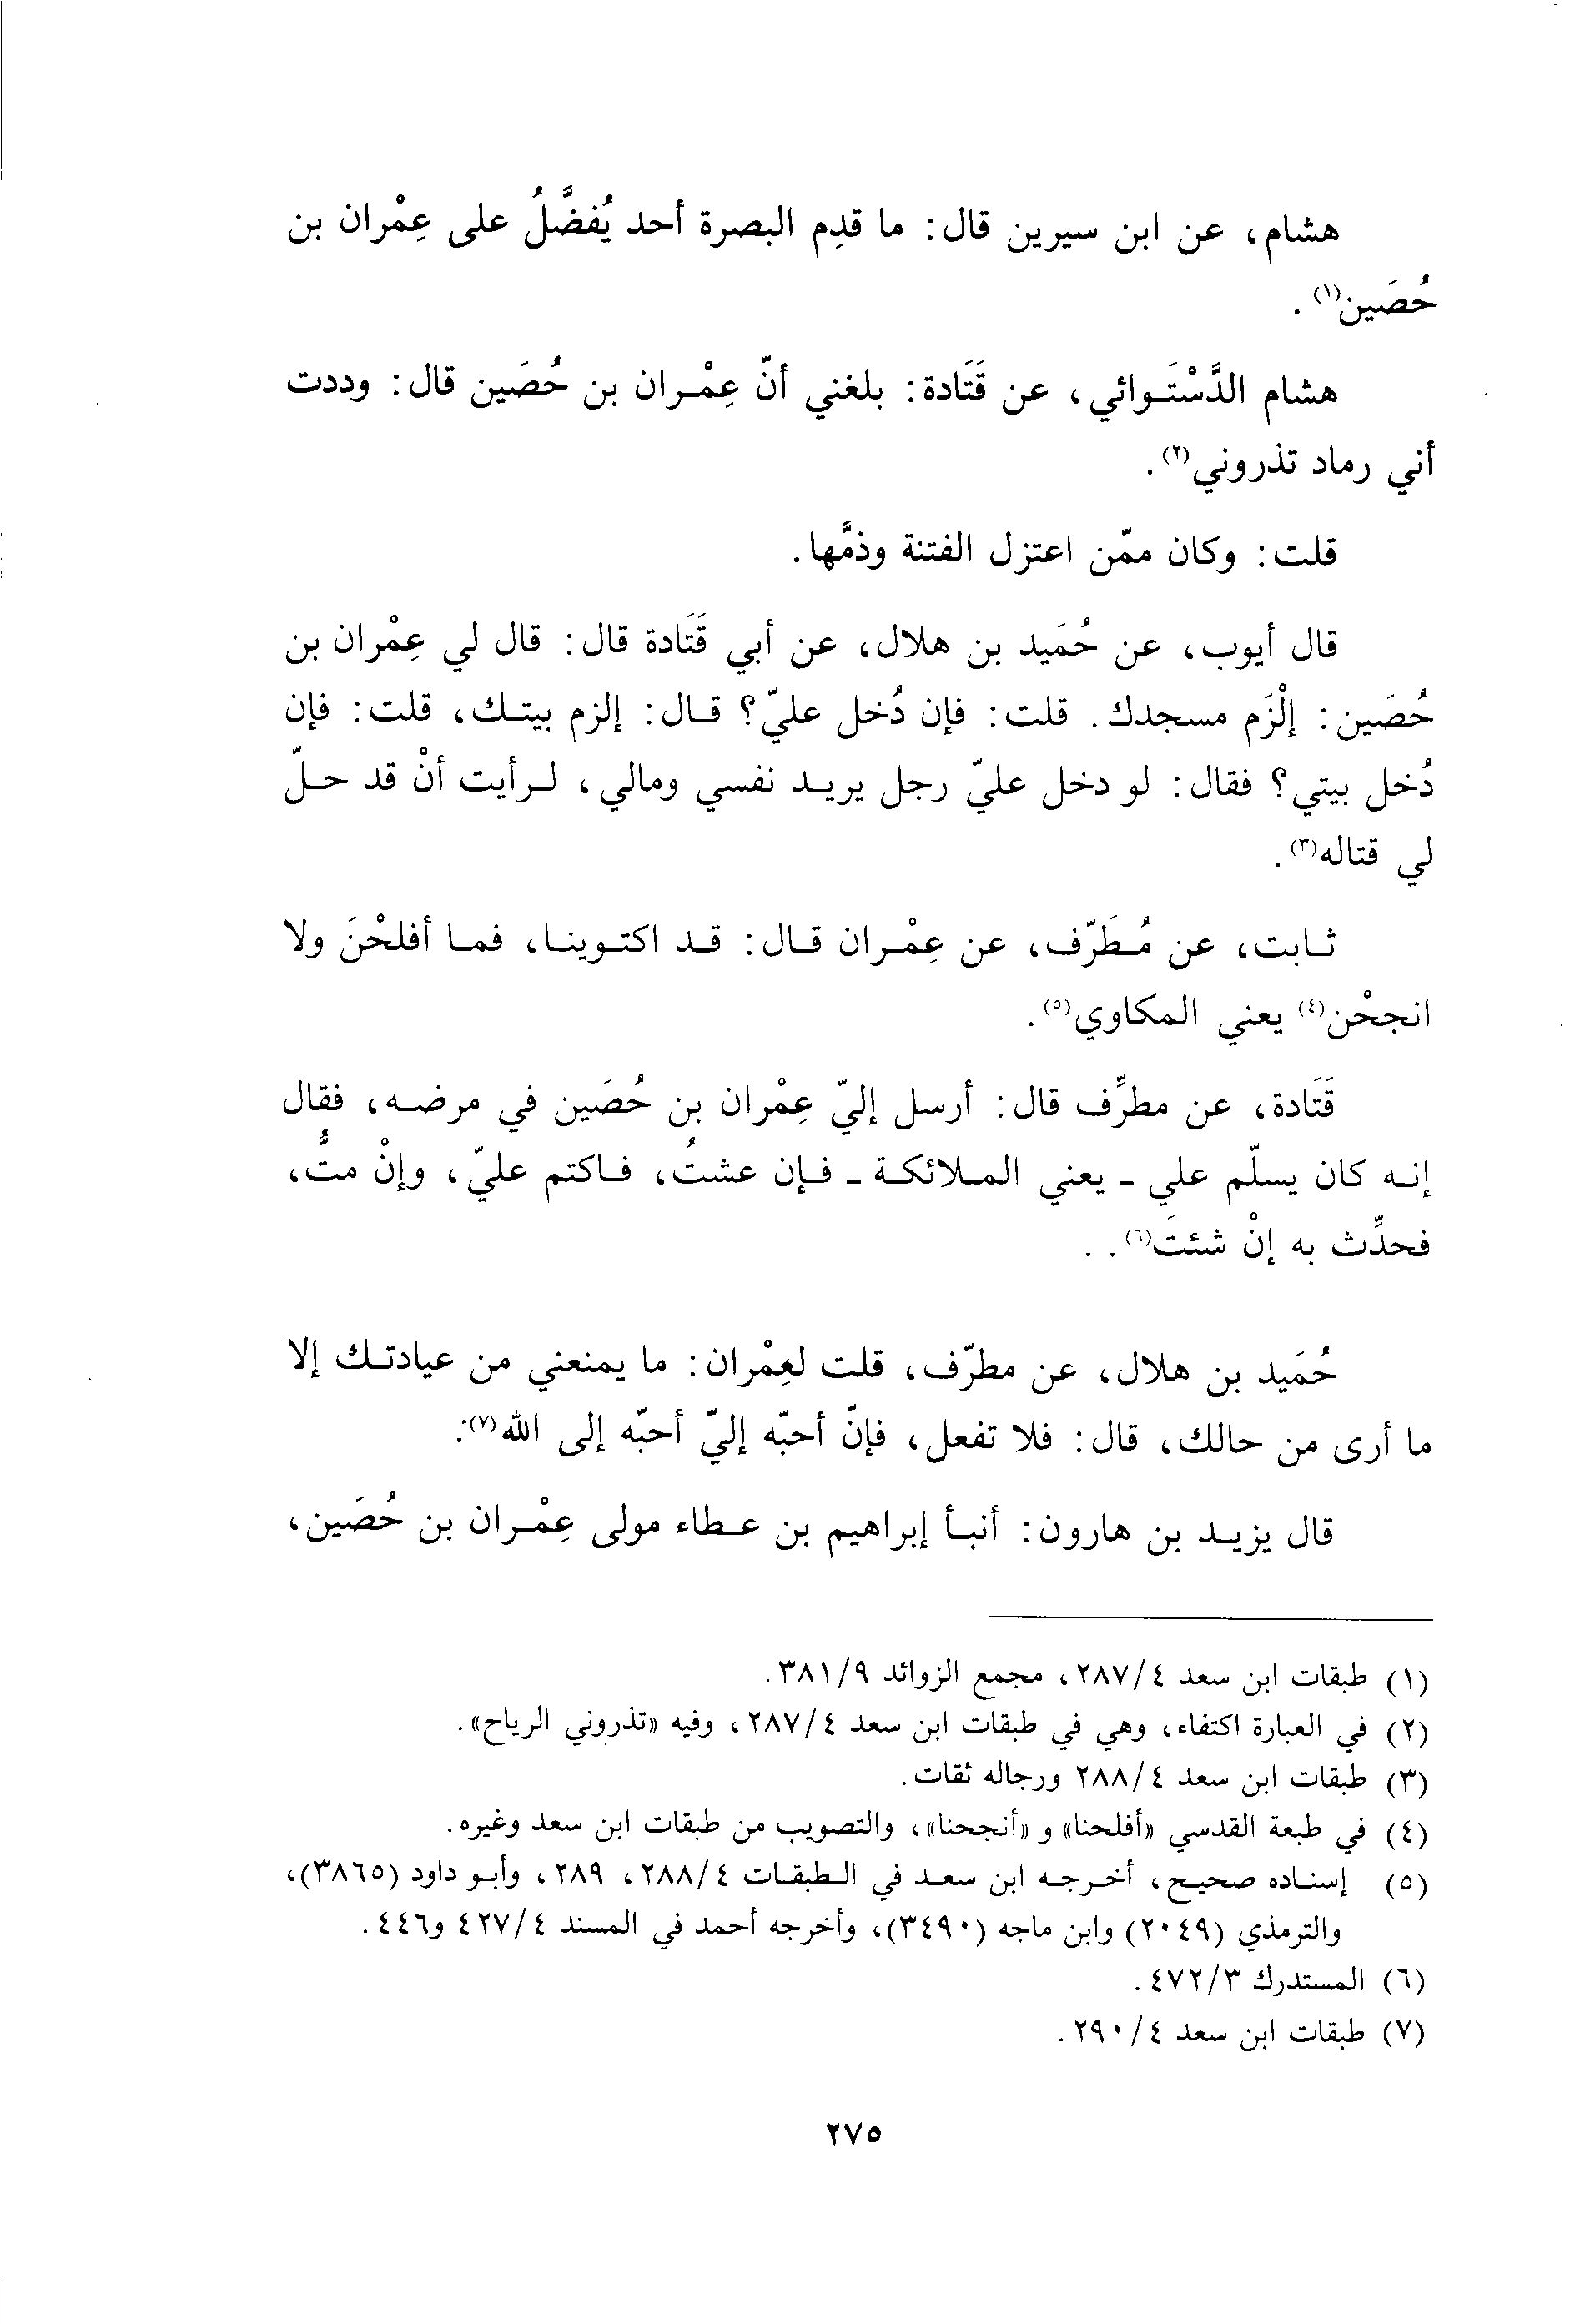 هشام، عن ابن سيرين قال: ما قدِم البصرة أحد يُفضَّلُ على عِمْران بن
حُصَين(١).
هشام الدَّسْتَوائي، عن قَتَادة: بلغني أنّ عِمْران بن حُصَين قال: وددت
أني رماد تذروني(٢).
قلت: وكان ممّن اعتزل الفتنة وذمَّها.
قال أيوب، عن حُمَيد بن هلال، عن أبي قَتَادة قال: قال لي عِمْران بن
حُصَين: إلْزَم مسجدك. قلت: فإن دُخل عليّ؟ قال: إلزم بيتك، قلت: فإن
دُخل بيتي؟ فقال: لو دخل عليّ رجل يريد نفسي ومالي، لرأيت أنْ قد حلّ
لي قتاله(٣).
ثابت، عن مُطَرّف، عن عِمْران قال: قد اكتوينا، فما أفلحْنَ ولا
انجحْن(٤) يعني المكاوي(٥).
قَتَادة، عن مطرِّف قال: أرسل إليّ عِمْران بن حُصَين في مرضه، فقال
إنه كان يسلّم علي - يعني الملائكة - فإن عشتُ، فاكتم عليّ، وإنْ متُّ،
فحدِّث به إنْ شئتَ(٦). .
حُمَيد بن هلال، عن مطرّف، قلت لعِمْران: ما يمنعني من عيادتك إلا
ما أرى من حالك، قال: فلا تفعل، فإنّ أحبّه إليّ أحبّه إلى الله(٧).
قال يزيد بن هارون: أنبأ إبراهيم بن عطاء مولى عِمْران بن حُصَين،
(١) طبقات ابن سعد ٢٨٧/٤، مجمع الزوائد ٣٨١/٩.
(٢) في العبارة اكتفاء، وهي في طبقات ابن سعد ٢٨٧/٤، وفيه «تذروني الرياح».
(٣) طبقات ابن سعد ٢٨٨/٤ ورجاله ثقات.
(٤) في طبعة القدسي «أفلحنا» و «أنجحنا»، والتصويب من طبقات ابن سعد وغيره.
(٥) إسناده صحيح، أخرجه ابن سعد في الطبقات ٢٨٨/٤، ٢٨٩، وأبو داود (٣٨٦٥)،
والترمذي (٢٠٤٩) وابن ماجه (٣٤٩٠)، وأخرجه أحمد في المسند ٤٢٧/٤ و٤٤٦.
(٦) المستدرك ٤٧٢/٣.
(٧) طبقات ابن سعد ٢٩٠/٤.
٢٧٥